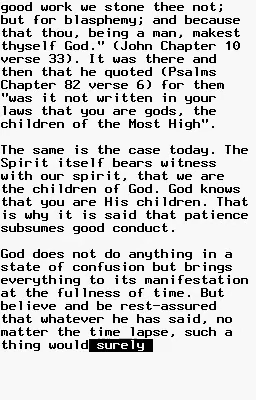 good work we stone thee not;
but for blasphemy; and because
that thou, being a man, makest
thyself God." (John Chapter 10
verse 33). It was there and
then that he quoted (Psalms
Chapter 82 verse 6) for them
"was it not written in your
laws that you are gods, the
children of the Most High".

The same is the case today. The
Spirit itself bears witness
with our spirit, that we are
the children of God. God knows
that you are His children. That
is why it is said that patience
subsumes good conduct.

God does not do anything in a
state of confusion but brings
everything to its manifestation
at the fullness of time. But
believe and be rest-assured
that whatever he has said, no
matter the time lapse, such a
thing would surely